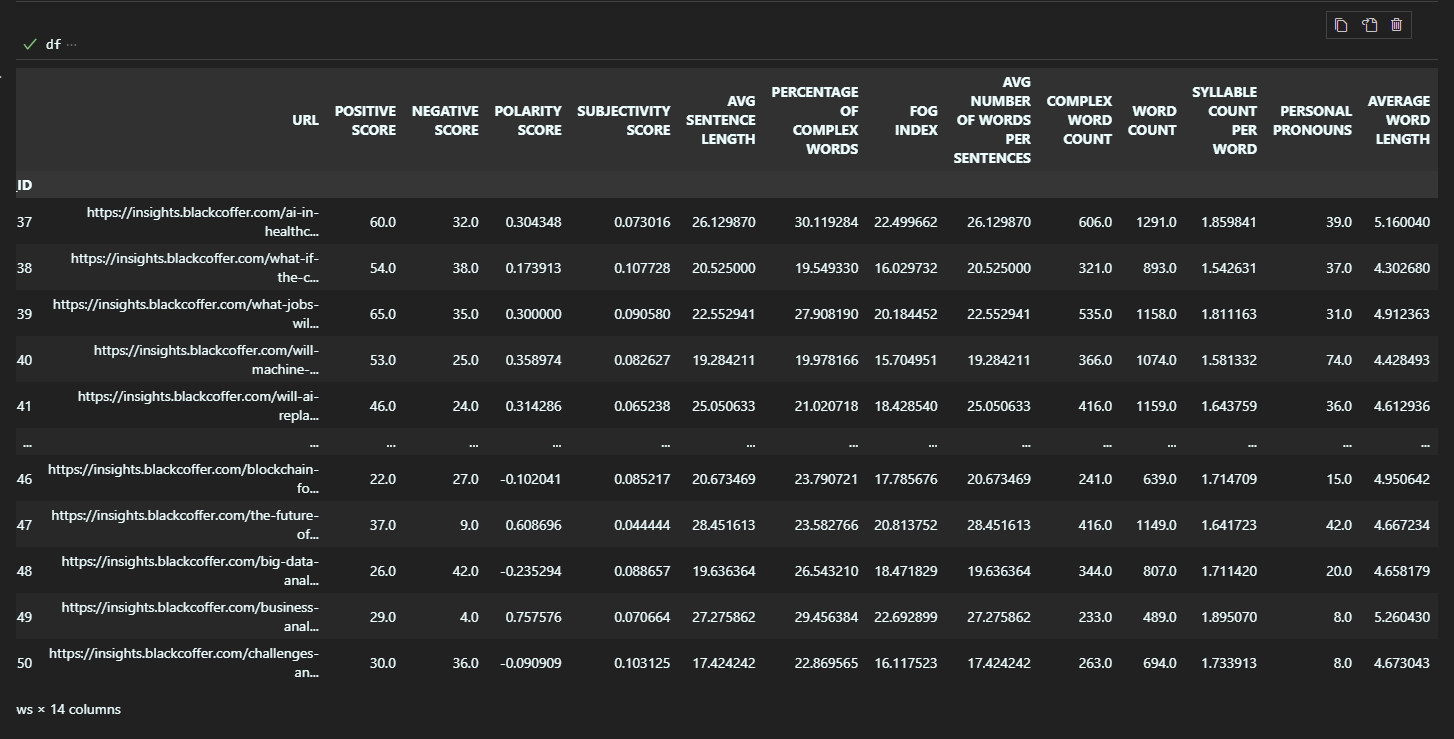 df ...
URL POSITIVE SCORE NEGATIVE SCORE POLARITY SCORE SUBJECTIVITY SCORE AVG SENTENCE LENGTH PERCENTAGE OF COMPLEX WORDS FOG INDEX AVG NUMBER OF WORDS PER SENTENCES COMPLEX WORD COUNT WORD COUNT SYLLABLE COUNT PER WORD PERSONAL PRONOUNS AVERAGE WORD LENGTH
_ID
37 https://insights.blackcoffer.com/ai-in-healthc... 60.0 32.0 0.304348 0.073016 26.129870 30.119284 22.499662 26.129870 606.0 1291.0 1.859841 39.0 5.160040
38 https://insights.blackcoffer.com/what-if-the-c... 54.0 38.0 0.173913 0.107728 20.525000 19.549330 16.029732 20.525000 321.0 893.0 1.542631 37.0 4.302680
39 https://insights.blackcoffer.com/what-jobs-wil... 65.0 35.0 0.300000 0.090580 22.552941 27.908190 20.184452 22.552941 535.0 1158.0 1.811163 31.0 4.912363
40 https://insights.blackcoffer.com/will-machine-... 53.0 25.0 0.358974 0.082627 19.284211 19.978166 15.704951 19.284211 366.0 1074.0 1.581332 74.0 4.428493
41 https://insights.blackcoffer.com/will-ai-repla... 46.0 24.0 0.314286 0.065238 25.050633 21.020718 18.428540 25.050633 416.0 1159.0 1.643759 36.0 4.612936
... ... ... ... ... ... ... ... ... ... ... ... ... ... ...
46 https://insights.blackcoffer.com/blockchain-fo... 22.0 27.0 -0.102041 0.085217 20.673469 23.790721 17.785676 20.673469 241.0 639.0 1.714709 15.0 4.950642
47 https://insights.blackcoffer.com/the-future-of... 37.0 9.0 0.608696 0.044444 28.451613 23.582766 20.813752 28.451613 416.0 1149.0 1.641723 42.0 4.667234
48 https://insights.blackcoffer.com/big-data-anal... 26.0 42.0 -0.235294 0.088657 19.636364 26.543210 18.471829 19.636364 344.0 807.0 1.711420 20.0 4.658179
49 https://insights.blackcoffer.com/business-anal... 29.0 4.0 0.757576 0.070664 27.275862 29.456384 22.692899 27.275862 233.0 489.0 1.895070 8.0 5.260430
50 https://insights.blackcoffer.com/challenges-an... 30.0 36.0 -0.090909 0.103125 17.424242 22.869565 16.117523 17.424242 263.0 694.0 1.733913 8.0 4.673043
ws × 14 columns